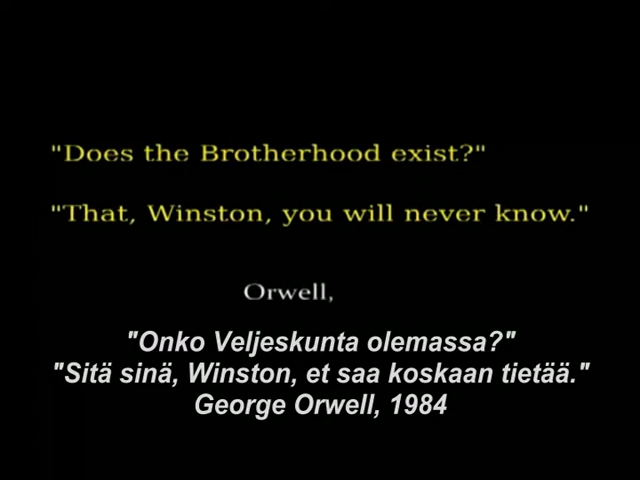 "Does the Brotherhood exist?"
"That, Winston, you will never know."
Orwell,
"Onko Veljeskunta olemassa?"
"Sitä sinä, Winston, et saa koskaan tietää."
George Orwell, 1984